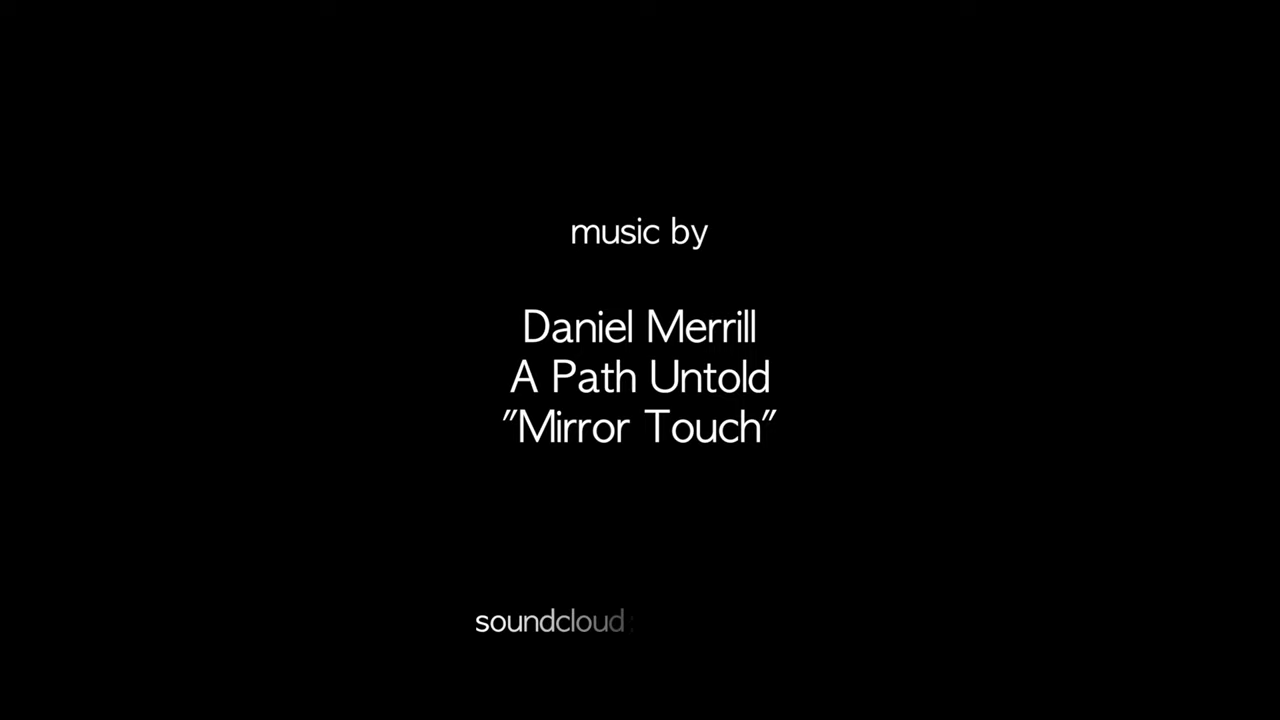 music by
Daniel Merrill
A Path Untold
"Mirror Touch"
soundcloud: